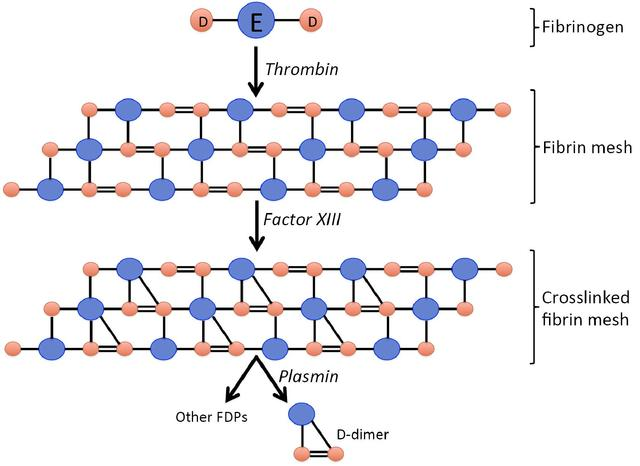 D E D
Fibrinogen
Thrombin
Fibrin mesh
Factor XIII
Crosslinked
fibrin mesh
Plasmin
Other FDPs
D-dimer